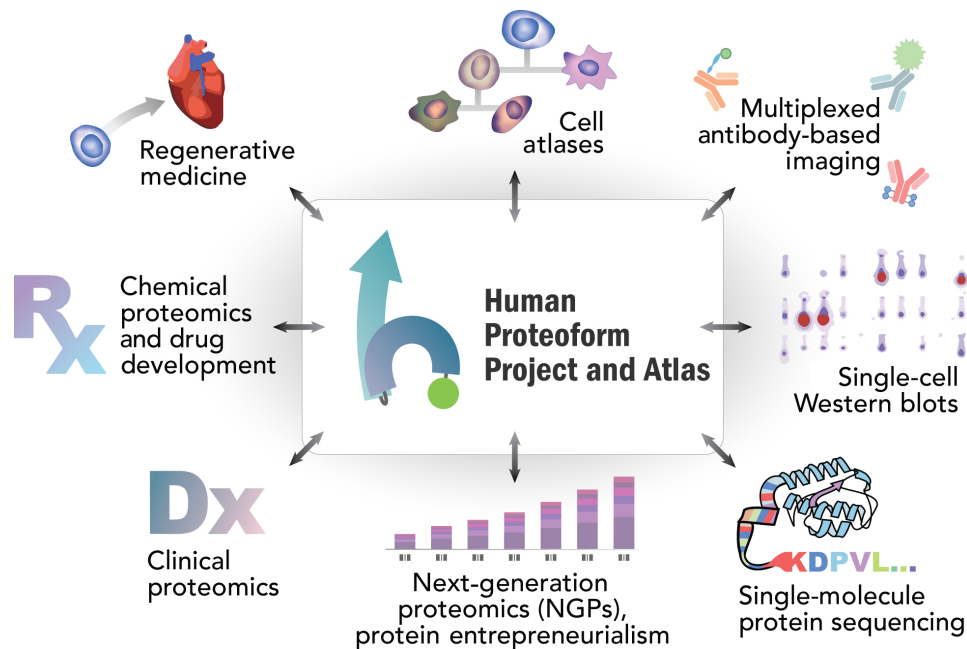 Regenerative
medicine
Cell
atlases
Multiplexed
antibody-based
imaging
Rx
Chemical
proteomics
and drug
development
Human
Proteoform
Project and Atlas
Single-cell
Western blots
Dx
Clinical
proteomics
Next-generation
proteomics (NGPs),
protein entrepreneurialism
KDPVL...
Single-molecule
protein sequencing